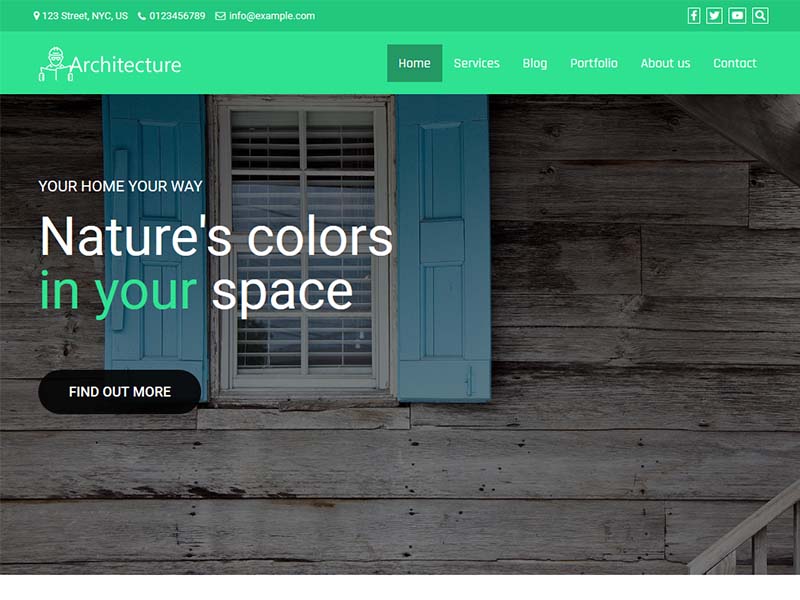 123 Street, NYC, US 0123456789 info@example.com
Architecture
Home Services Blog Portfolio About us Contact
YOUR HOME YOUR WAY
Nature's colors
in your space
FIND OUT MORE